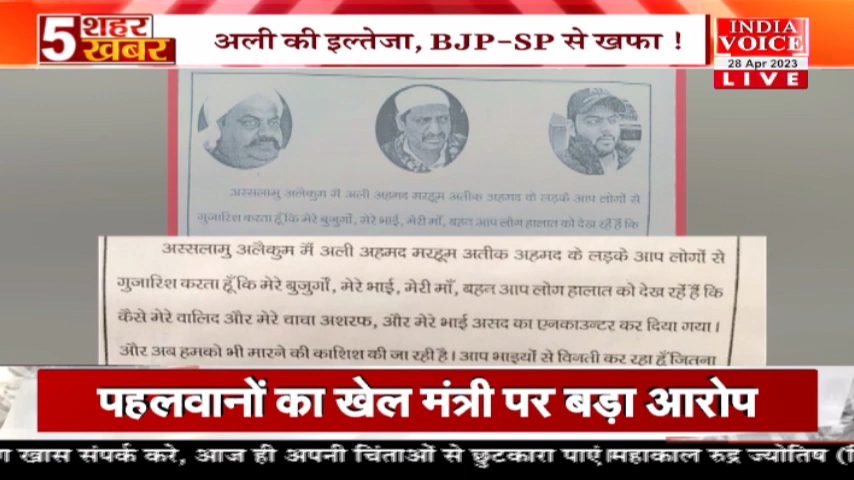 5 शहर
खबर
अली की इल्तेजा, BJP-SP से खफा !
INDIA
VOICE
28 Apr 2023
LIVE
अस्सलामु अलैकुम मैं अली अहमद मरहूम अतीक अहमद के लड़के आप लोगों से
गुजारिश करता हूँ कि मेरे बुजुर्गों, मेरे भाई, मेरी माँ, बहन आप लोग हालात को देख रहें हैं कि
अस्सलामु अलैकुम मैं अली अहमद मरहूम अतीक अहमद के लड़के आप लोगों से
गुजारिश करता हूँ कि मेरे बुजुर्गों, मेरे भाई, मेरी माँ, बहन आप लोग हालात को देख रहें हैं कि
कैसे मेरे वालिद और मेरे चाचा अशरफ, और मेरे भाई असद का एनकाउन्टर कर दिया गया।
और अब हमको भी मारने की काशिश की जा रही है। आप भाइयों से विनती कर रहा हूँ जितना
पहलवानों का खेल मंत्री पर बड़ा आरोप
खास संपर्क करे, आज ही अपनी चिंताओं से छुटकारा पाएं|महाकाल रुद्र ज्योतिष